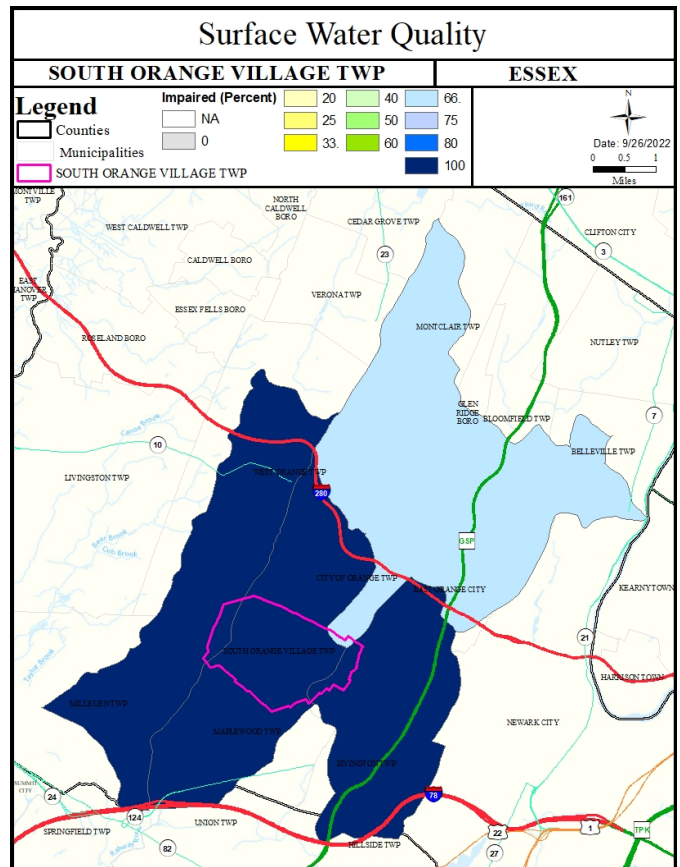 Surface Water Quality
SOUTH ORANGE VILLAGE TWP
ESSEX
Legend
Counties
Municipalities
SOUTH ORANGE VILLAGE TWP
Impaired (Percent)
NA
0
20
25
33.
40
50
60
66.
75
80
100
N
Date: 9/26/2022
0 0.5 1
Miles
TWP
NORTH
CALDWELL
BORO
161
WEST CALDWELL TWP
CEDAR GROVE TWP
CLIFTON CITY
23
3
CALDWELL BORO
EAST
HANOVER
TWP
VERONA TWP
ESSEX FELLS BORO
MONTCLAIR TWP
ROSELAND BORO
NUTLEY TWP
GLEN
RIDGE
BORO
BLOOMFIELD TWP
7
Canoe Brook
10
BELLEVILLE TWP
LIVINGSTON TWP
WEST ORANGE TWP
280
Bear Brook
Cub Brook
GSP
CITY OF ORANGE TWP
EAST ORANGE CITY
KEARNY TOWN
21
SOUTH ORANGE VILLAGE TWP
HARRISON TOWN
MILLBURN TWP
NEWARK CITY
MAPLEWOOD TWP
IRVINGTON TWP
SUMMIT
CITY
24
78
124
UNION TWP
22
1
TPK
SPRINGFIELD TWP
82
HILLSIDE TWP
27